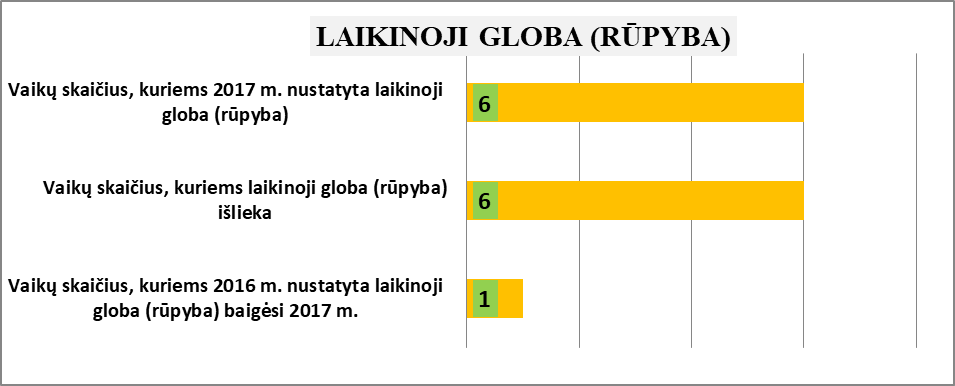 LAIKINOJI GLOBA (RŪPYBA)
Vaikų skaičius, kuriems 2017 m. nustatyta laikinoji
globa (rūpyba)
6
Vaikų skaičius, kuriems laikinoji globa (rūpyba)
išlieka
6
Vaikų skaičius, kuriems 2016 m. nustatyta laikinoji
globa (rūpyba) baigėsi 2017 m.
1